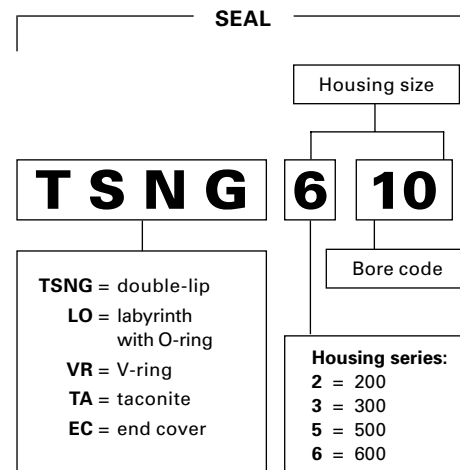 SEAL
Housing size
TSNG 6 10
Bore code
TSNG = double-lip
LO = labyrinth
with O-ring
VR = V-ring
TA = taconite
EC = end cover
Housing series:
2 = 200
3 = 300
5 = 500
6 = 600